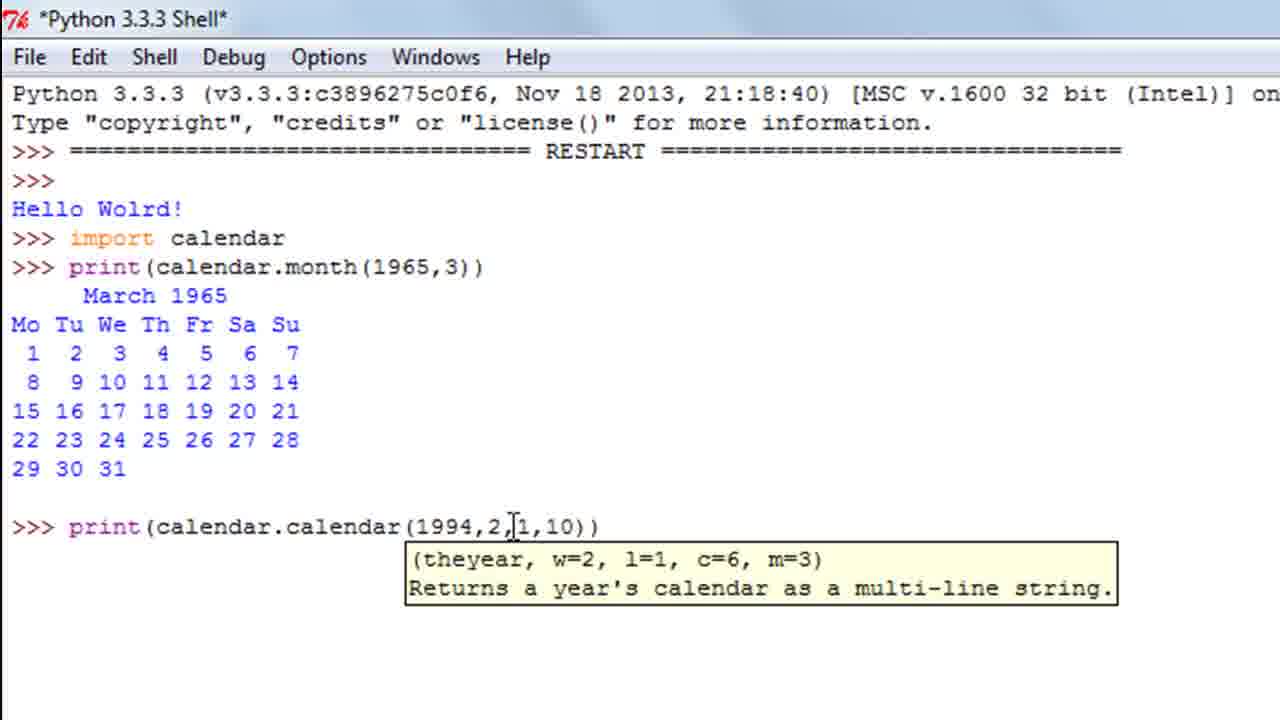 *Python 3.3.3 Shell*
File Edit Shell Debug Options Windows Help
Python 3.3.3 (v3.3.3:c3896275c0f6, Nov 18 2013, 21:18:40) [MSC v.1600 32 bit (Intel)] on
Type "copyright", "credits" or "license()" for more information.
>>> ================================ RESTART ================================
>>>
Hello Wolrd!
>>> import calendar
>>> print(calendar.month(1965,3))
     March 1965
Mo Tu We Th Fr Sa Su
 1  2  3  4  5  6  7
 8  9 10 11 12 13 14
15 16 17 18 19 20 21
22 23 24 25 26 27 28
29 30 31
>>> print(calendar.calendar(1994,2,1,10))
(theyear, w=2, l=1, c=6, m=3)
Returns a year's calendar as a multi-line string.